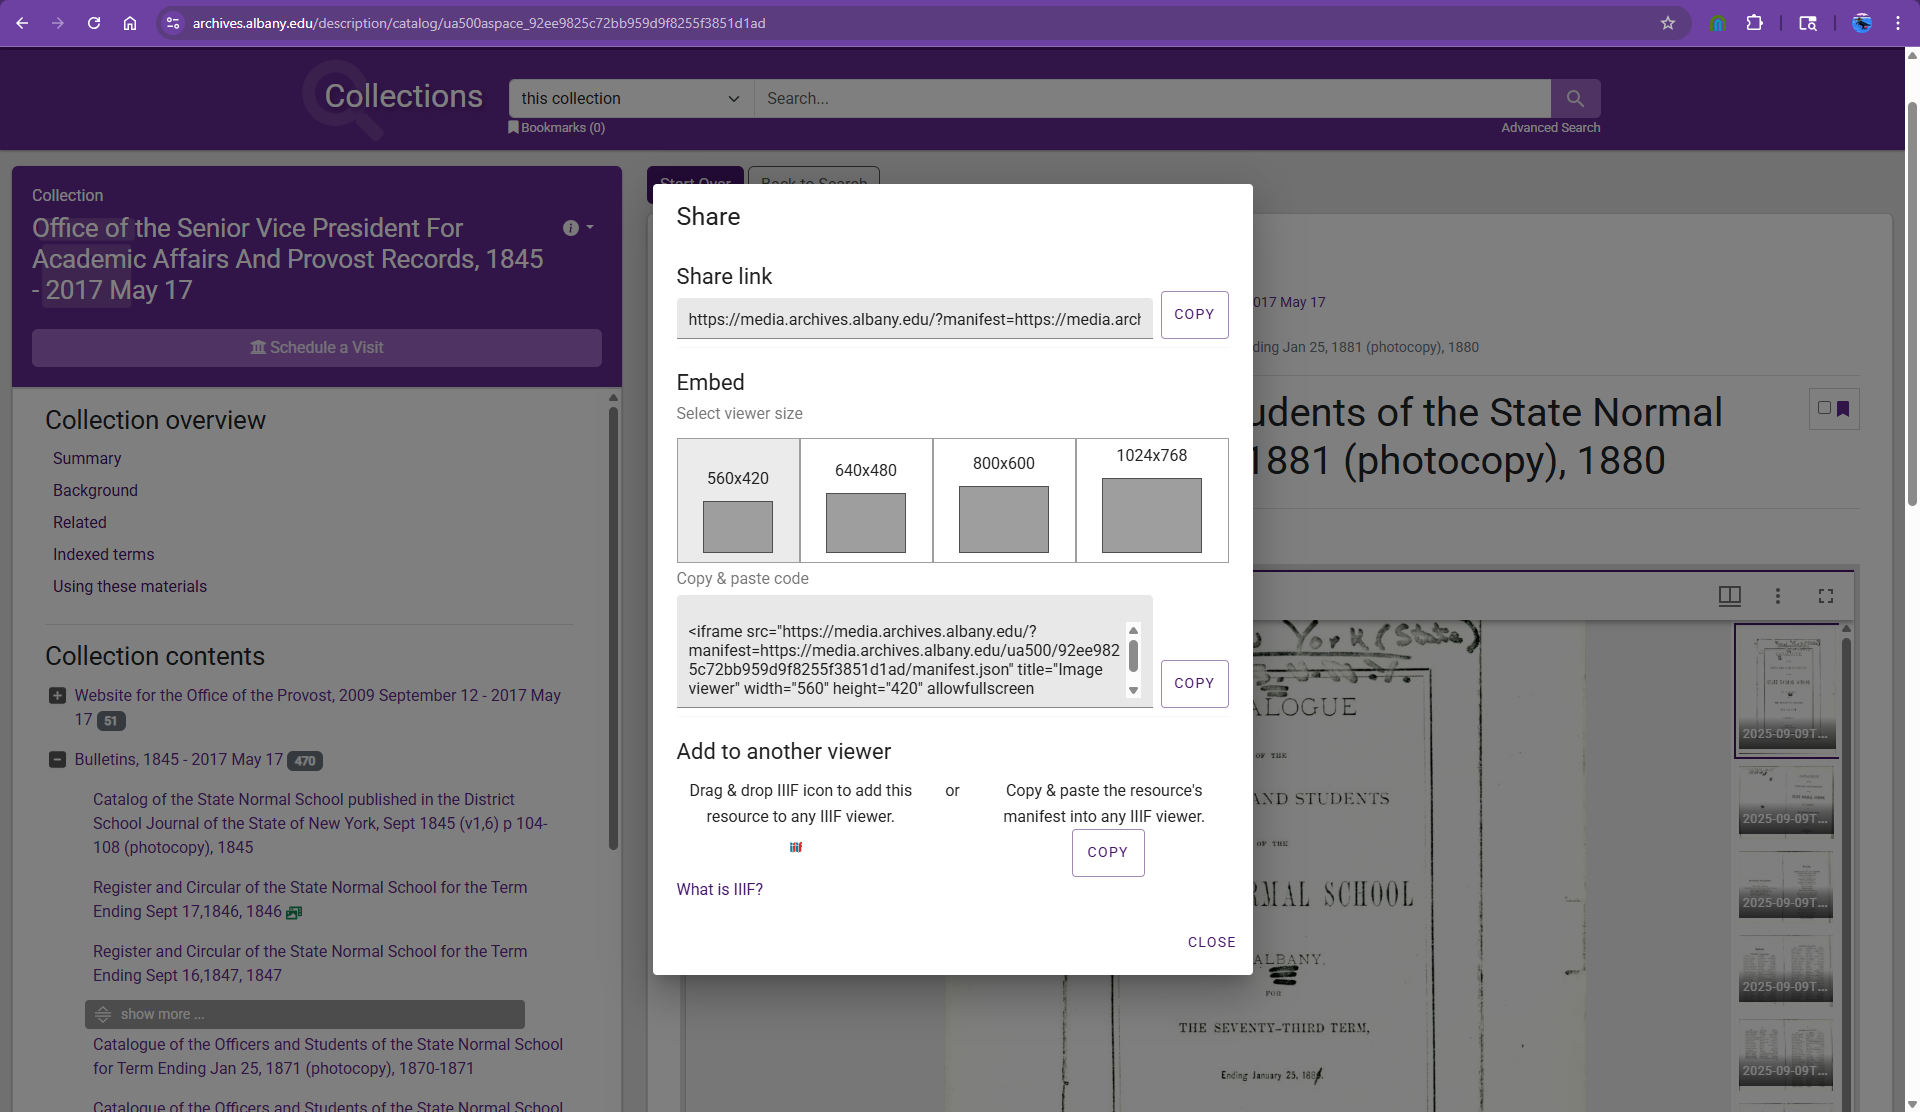 archives.albany.edu/description/catalog/ua500aspace_92ee9825c72bb959d9f8255f3851d1ad
Collections
this collection
Search...
Bookmarks (0)
Advanced Search
Collection
Office of the Senior Vice President For
Academic Affairs And Provost Records, 1845
- 2017 May 17
Schedule a Visit
Collection overview
Summary
Background
Related
Indexed terms
Using these materials
Collection contents
Website for the Office of the Provost, 2009 September 12 - 2017 May
17 51
Bulletins, 1845 - 2017 May 17 470
Catalog of the State Normal School published in the District
School Journal of the State of New York, Sept 1845 (v1,6) p 104-
108 (photocopy), 1845
Register and Circular of the State Normal School for the Term
Ending Sept 17,1846, 1846
Register and Circular of the State Normal School for the Term
Ending Sept 16,1847, 1847
show more ...
Catalogue of the Officers and Students of the State Normal School
for Term Ending Jan 25, 1871 (photocopy), 1870-1871
Catalogue of the Officers and Students of the State Normal School
Start Over
Back to Search
Share
Share link
https://media.archives.albany.edu/?manifest=https://media.arch
COPY
Embed
Select viewer size
560x420
640x480
800x600
1024x768
Copy & paste code
<iframe src="https://media.archives.albany.edu/?
manifest=https://media.archives.albany.edu/ua500/92ee982
5c72bb959d9f8255f3851d1ad/manifest.json" title="Image
viewer" width="560" height="420" allowfullscreen
COPY
Add to another viewer
Drag & drop IIIF icon to add this
resource to any IIIF viewer.
or
Copy & paste the resource's
manifest into any IIIF viewer.
COPY
iiif
What is IIIF?
CLOSE
017 May 17
ding Jan 25, 1881 (photocopy), 1880
udents of the State Normal
1881 (photocopy), 1880
York (State)
ALOGUE
OF THE
AND STUDENTS
OF THE
RMAL SCHOOL
ALBANY,
FOR
THE SEVENTY-THIRD TERM,
Ending January 25, 188
2025-09-09T...
2025-09-09T...
2025-09-09T...
2025-09-09T...
2025-09-09T...